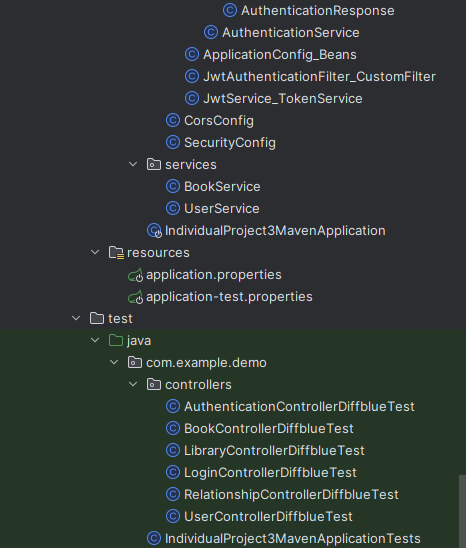 AuthenticationResponse
AuthenticationService
ApplicationConfig_Beans
JwtAuthenticationFilter_CustomFilter
JwtService_TokenService
CorsConfig
SecurityConfig
services
BookService
UserService
IndividualProject3MavenApplication
resources
application.properties
application-test.properties
test
java
com.example.demo
controllers
AuthenticationControllerDiffblueTest
BookControllerDiffblueTest
LibraryControllerDiffblueTest
LoginControllerDiffblueTest
RelationshipControllerDiffblueTest
UserControllerDiffblueTest
IndividualProject3MavenApplicationTests